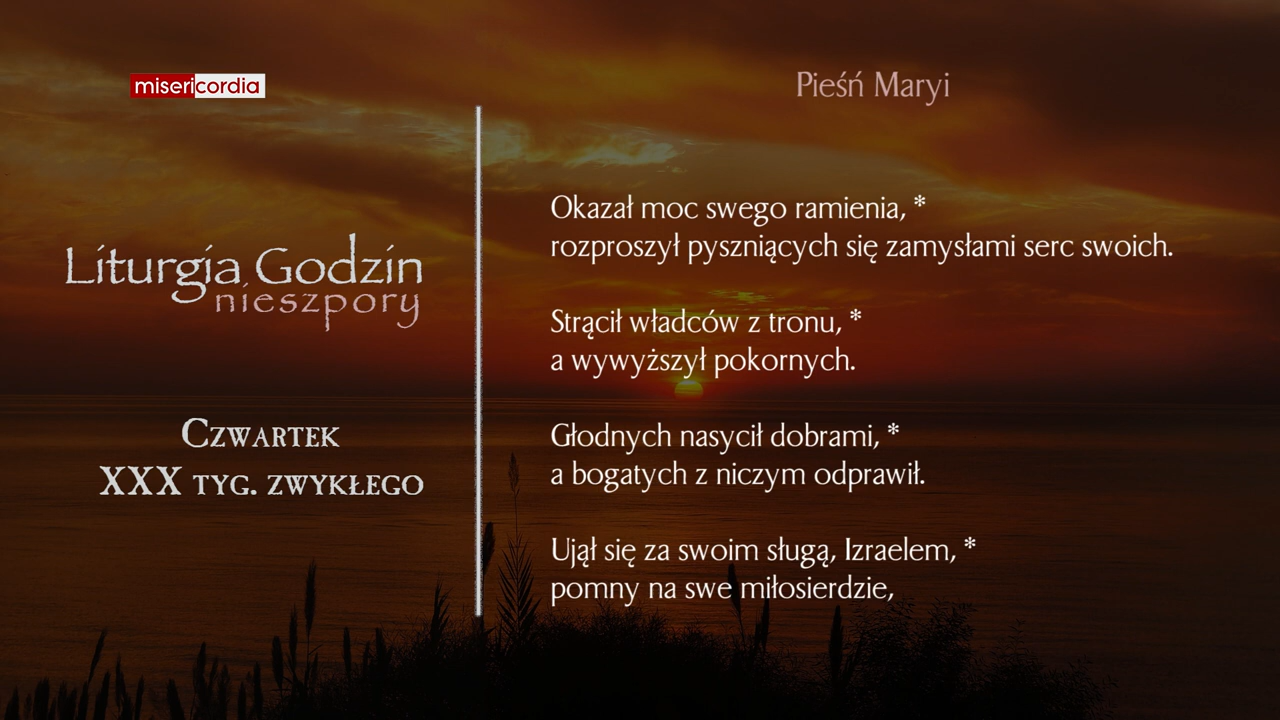 misericordia
Liturgia Godzin
nieszpory
Czwartek
XXX tyg. zwykłego
Pieśń Maryi
Okazał moc swego ramienia, *
rozproszył pyszniących się zamysłami serc swoich.
Strącił władców z tronu, *
a wywyższył pokornych.
Głodnych nasycił dobrami, *
a bogatych z niczym odprawił.
Ujął się za swoim sługą, Izraelem, *
pomny na swe miłosierdzie,